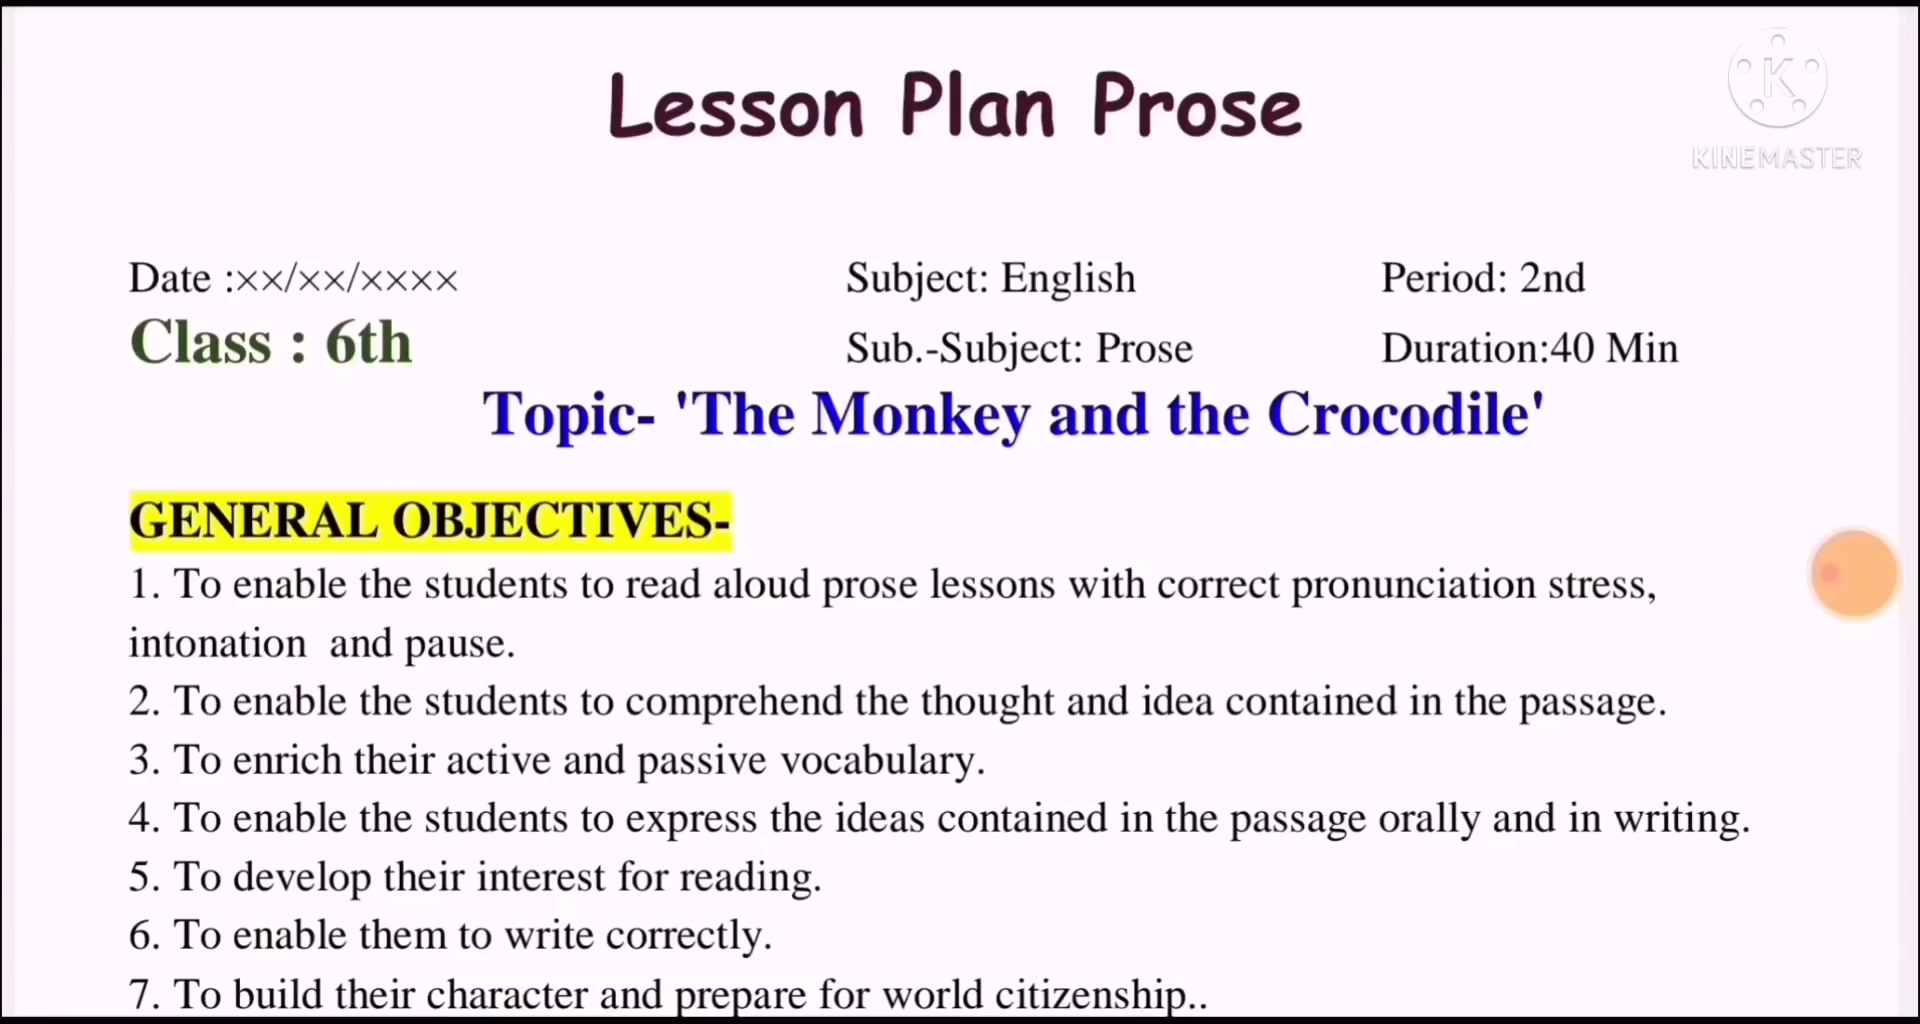 Lesson Plan Prose
KINEMASTER
Date :××/××/××××
Subject: English
Period: 2nd
Class : 6th
Sub.-Subject: Prose
Duration:40 Min
Topic- 'The Monkey and the Crocodile'
GENERAL OBJECTIVES-
1. To enable the students to read aloud prose lessons with correct pronunciation stress,
intonation  and pause.
2. To enable the students to comprehend the thought and idea contained in the passage.
3. To enrich their active and passive vocabulary.
4. To enable the students to express the ideas contained in the passage orally and in writing.
5. To develop their interest for reading.
6. To enable them to write correctly.
7. To build their character and prepare for world citizenship..